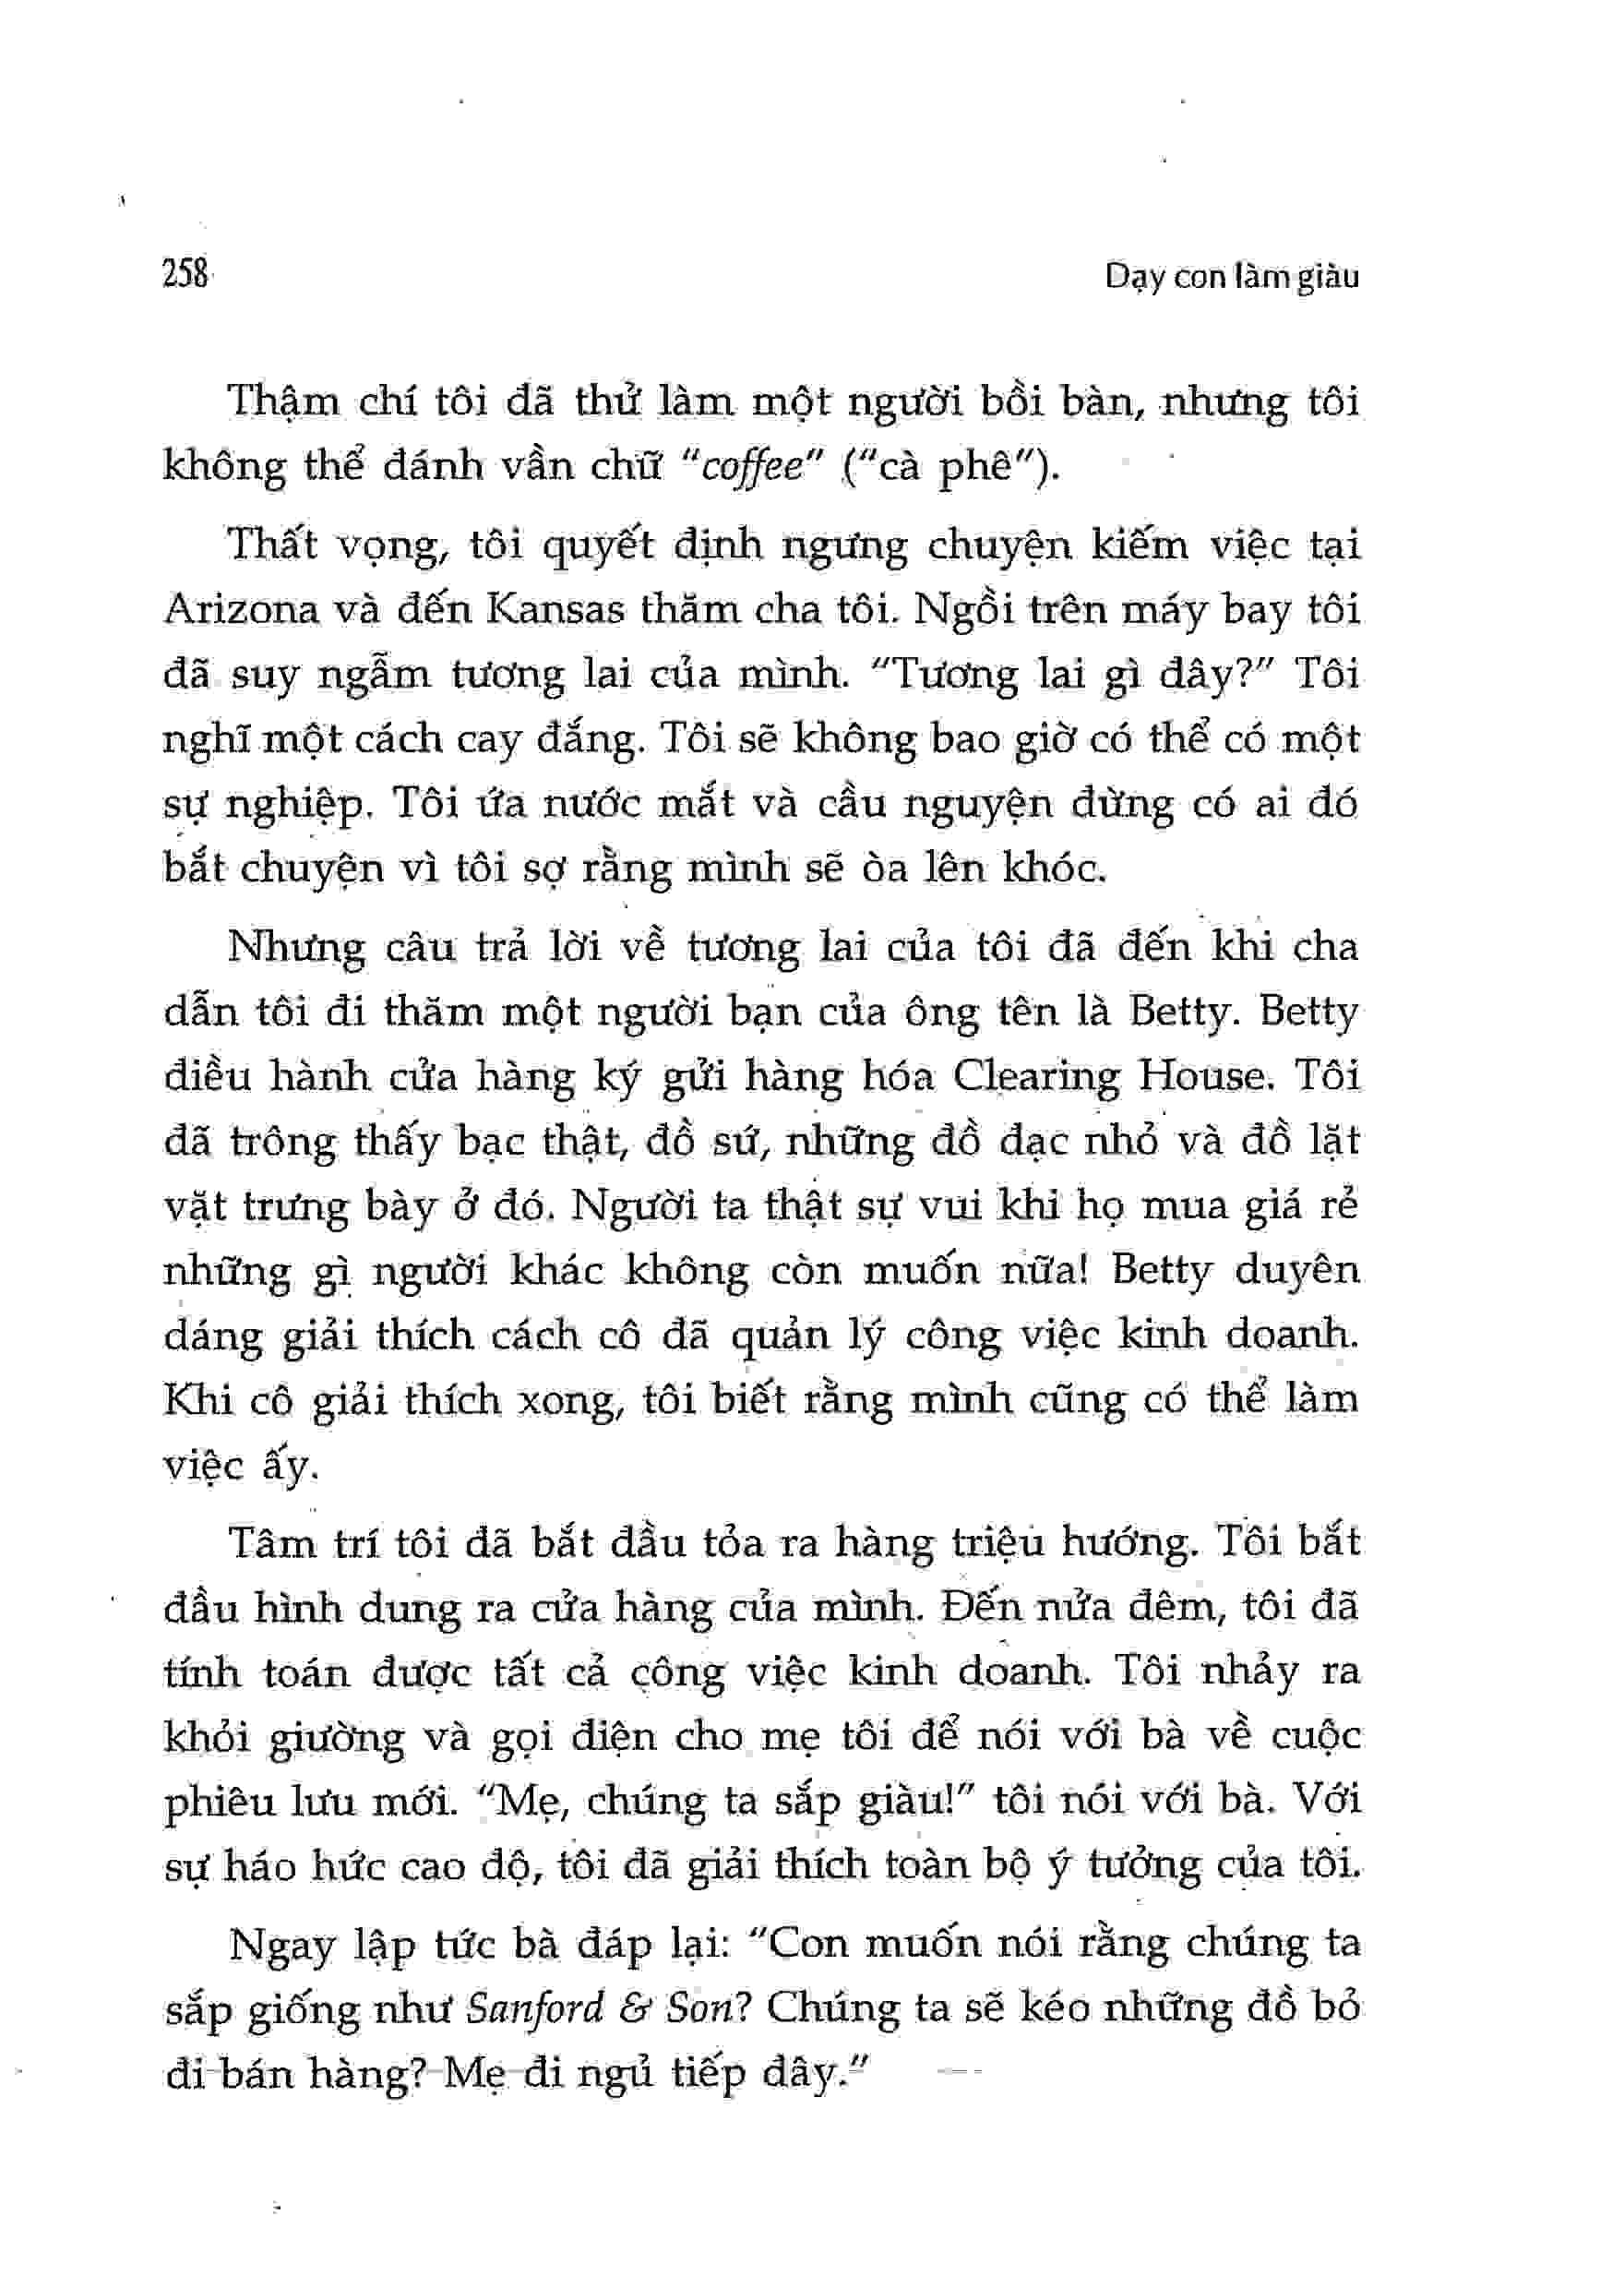 258
Dạy con làm giàu
Thậm chí tôi đã thử làm một người bồi bàn, nhưng tôi
không thể đánh vần chữ "coffee" ("cà phê").
Thất vọng, tôi quyết định ngưng chuyện kiếm việc tại
Arizona và đến Kansas thăm cha tôi. Ngồi trên máy bay tôi
đã suy ngẫm tương lai của mình. "Tương lai gì đây?" Tôi
nghĩ một cách cay đắng. Tôi sẽ không bao giờ có thể có một
sự nghiệp. Tôi ứa nước mắt và cầu nguyện đừng có ai đó
bắt chuyện vì tôi sợ rằng mình sẽ òa lên khóc.
Nhưng câu trả lời về tương lai của tôi đã đến khi cha
dẫn tôi đi thăm một người bạn của ông tên là Betty. Betty
điều hành cửa hàng ký gửi hàng hóa Clearing House. Tôi
đã trông thấy bạc thật, đồ sứ, những đồ đạc nhỏ và đồ lặt
vặt trưng bày ở đó. Người ta thật sự vui khi họ mua giá rẻ
những gì người khác không còn muốn nữa! Betty duyên
dáng giải thích cách cô đã quản lý công việc kinh doanh.
Khi cô giải thích xong, tôi biết rằng mình cũng có thể làm
việc ấy.
Tâm trí tôi đã bắt đầu tỏa ra hàng triệu hướng. Tôi bắt
đầu hình dung ra cửa hàng của mình. Đến nửa đêm, tôi đã
tính toán được tất cả công việc kinh doanh. Tôi nhảy ra
khỏi giường và gọi điện cho mẹ tôi để nói với bà về cuộc
phiêu lưu mới. "Mẹ, chúng ta sắp giàu!" tôi nói với bà. Với
sự háo hức cao độ, tôi đã giải thích toàn bộ ý tưởng của tôi.
Ngay lập tức bà đáp lại: "Con muốn nói rằng chúng ta
sắp giống như Sanford & Son? Chúng ta sẽ kéo những đồ bỏ
đi bán hàng? Mẹ đi ngủ tiếp đây."